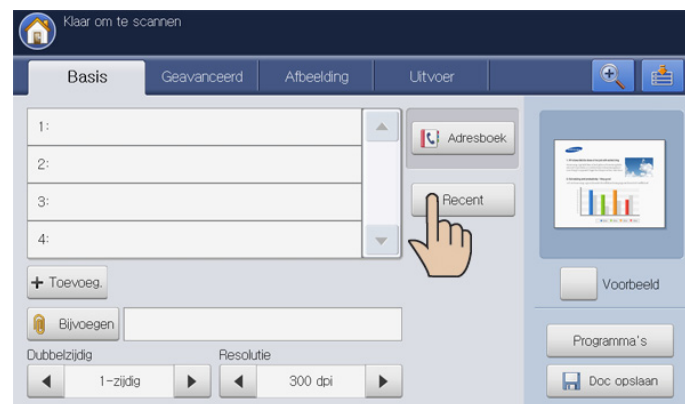 Klaar om te scannen
Basis
Geavanceerd
Afbeelding
Uitvoer
1:
2:
3:
4:
Adresboek
Recent
+ Toevoeg.
Bijvoegen
Dubbelzijdig
Resolutie
1-zijdig
300 dpi
Voorbeeld
Programma's
Doc opslaan